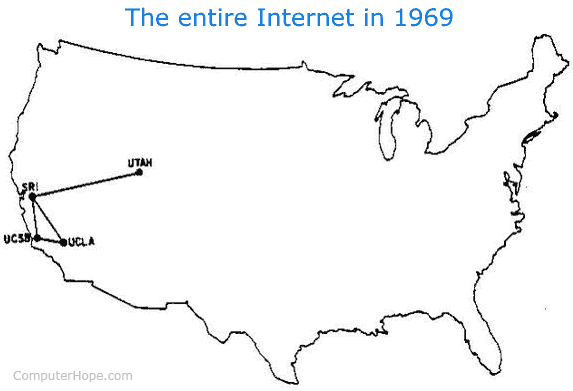 The entire Internet in 1969
UTAH
SRI
UCSB
UCLA
ComputerHope.com